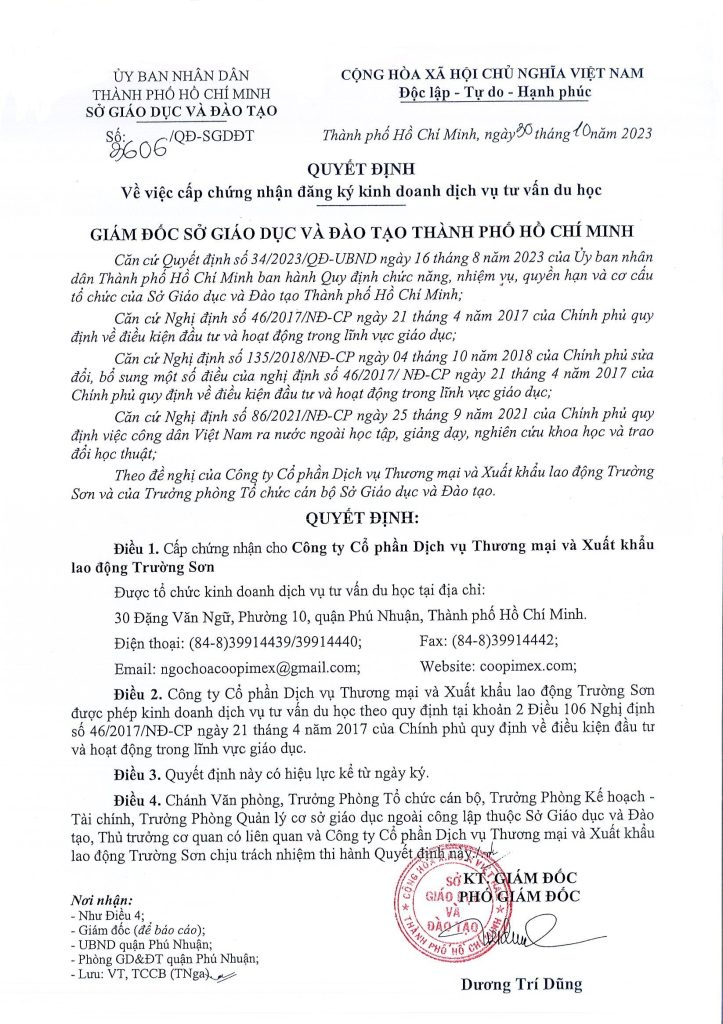 ỦY BAN NHÂN DÂN
THÀNH PHỐ HỒ CHÍ MINH
SỞ GIÁO DỤC VÀ ĐÀO TẠO
Số: 2606 /QĐ-SGDĐT
CỘNG HÒA XÃ HỘI CHỦ NGHĨA VIỆT NAM
Độc lập - Tự do - Hạnh phúc
Thành phố Hồ Chí Minh, ngày 30 tháng 10 năm 2023
QUYẾT ĐỊNH
Về việc cấp chứng nhận đăng ký kinh doanh dịch vụ tư vấn du học
GIÁM ĐỐC SỞ GIÁO DỤC VÀ ĐÀO TẠO THÀNH PHỐ HỒ CHÍ MINH
Căn cứ Quyết định số 34/2023/QĐ-UBND ngày 16 tháng 8 năm 2023 của Ủy ban nhân
dân Thành phố Hồ Chí Minh ban hành Quy định chức năng, nhiệm vụ, quyền hạn và cơ cấu
tổ chức của Sở Giáo dục và Đào tạo Thành phố Hồ Chí Minh;
Căn cứ Nghị định số 46/2017/NĐ-CP ngày 21 tháng 4 năm 2017 của Chính phủ quy
định về điều kiện đầu tư và hoạt động trong lĩnh vực giáo dục;
Căn cứ Nghị định số 135/2018/NĐ-CP ngày 04 tháng 10 năm 2018 của Chính phủ sửa
đổi, bổ sung một số điều của nghị định số 46/2017/ NĐ-CP ngày 21 tháng 4 năm 2017 của
Chính phủ quy định về điều kiện đầu tư và hoạt động trong lĩnh vực giáo dục;
Căn cứ Nghị định số 86/2021/NĐ-CP ngày 25 tháng 9 năm 2021 của Chính phủ quy
định việc công dân Việt Nam ra nước ngoài học tập, giảng dạy, nghiên cứu khoa học và trao
đổi học thuật;
Theo đề nghị của Công ty Cổ phần Dịch vụ Thương mại và Xuất khẩu lao động Trường
Sơn và của Trưởng phòng Tổ chức cán bộ Sở Giáo dục và Đào tạo.
QUYẾT ĐỊNH:
Điều 1. Cấp chứng nhận cho Công ty Cổ phần Dịch vụ Thương mại và Xuất khẩu
lao động Trường Sơn
Được tổ chức kinh doanh dịch vụ tư vấn du học tại địa chỉ:
30 Đặng Văn Ngữ, Phường 10, quận Phú Nhuận, Thành phố Hồ Chí Minh.
Điện thoại: (84-8)39914439/39914440; Fax: (84-8)39914442;
Email: ngochoacoopimex@gmail.com; Website: coopimex.com;
Điều 2. Công ty Cổ phần Dịch vụ Thương mại và Xuất khẩu lao động Trường Sơn
được phép kinh doanh dịch vụ tư vấn du học theo quy định tại khoản 2 Điều 106 Nghị định
số 46/2017/NĐ-CP ngày 21 tháng 4 năm 2017 của Chính phủ quy định về điều kiện đầu tư
và hoạt động trong lĩnh vực giáo dục.
Điều 3. Quyết định này có hiệu lực kể từ ngày ký.
Điều 4. Chánh Văn phòng, Trưởng Phòng Tổ chức cán bộ, Trưởng Phòng Kế hoạch -
Tài chính, Trưởng Phòng Quản lý cơ sở giáo dục ngoài công lập thuộc Sở Giáo dục và Đào
tạo, Thủ trưởng cơ quan có liên quan và Công ty Cổ phần Dịch vụ Thương mại và Xuất khẩu
lao động Trường Sơn chịu trách nhiệm thi hành Quyết định này.
Nơi nhận:
- Như Điều 4;
- Giám đốc (để báo cáo);
- UBND quận Phú Nhuận;
- Phòng GD&ĐT quận Phú Nhuận;
- Lưu: VT, TCCB (TNga).
KT. GIÁM ĐỐC
PHÓ GIÁM ĐỐC
SỞ
GIÁO DỤC
VÀ
ĐÀO TẠO
THÀNH PHỐ HỒ CHÍ MINH
Dương Trí Dũng